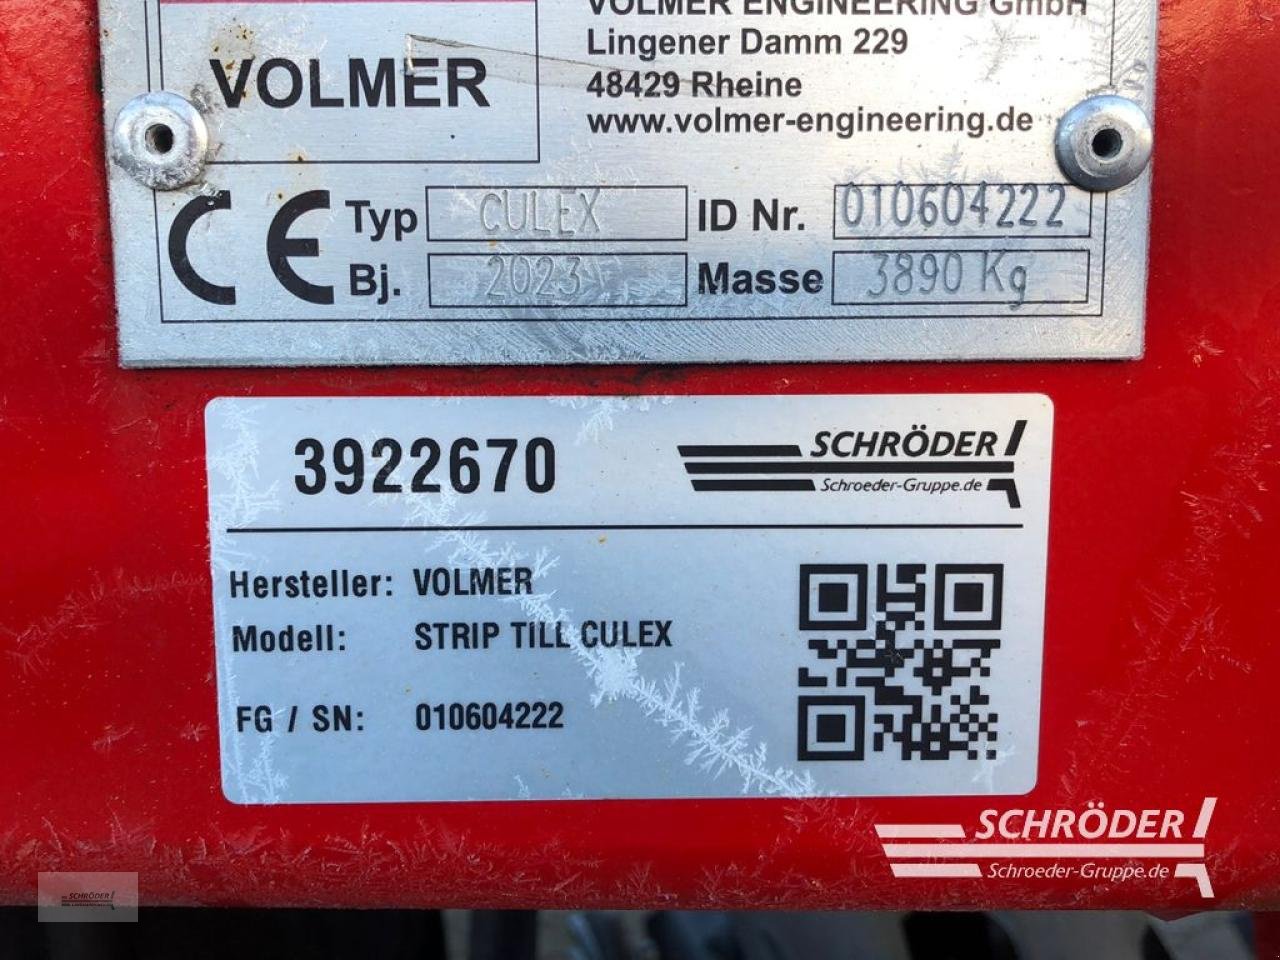 VOLMER ENGINEERING GmbH
Lingener Damm 229
48429 Rheine
www.volmer-engineering.de
VOLMER
CE Typ CULEX ID Nr. 010604222
Bj. 2023 Masse 3890 Kg
3922670
SCHRÖDER
Schroeder-Gruppe.de
Hersteller: VOLMER
Modell: STRIP TILL CULEX
FG / SN: 010604222
SCHRÖDER
Schroeder-Gruppe.de
SCHRÖDER